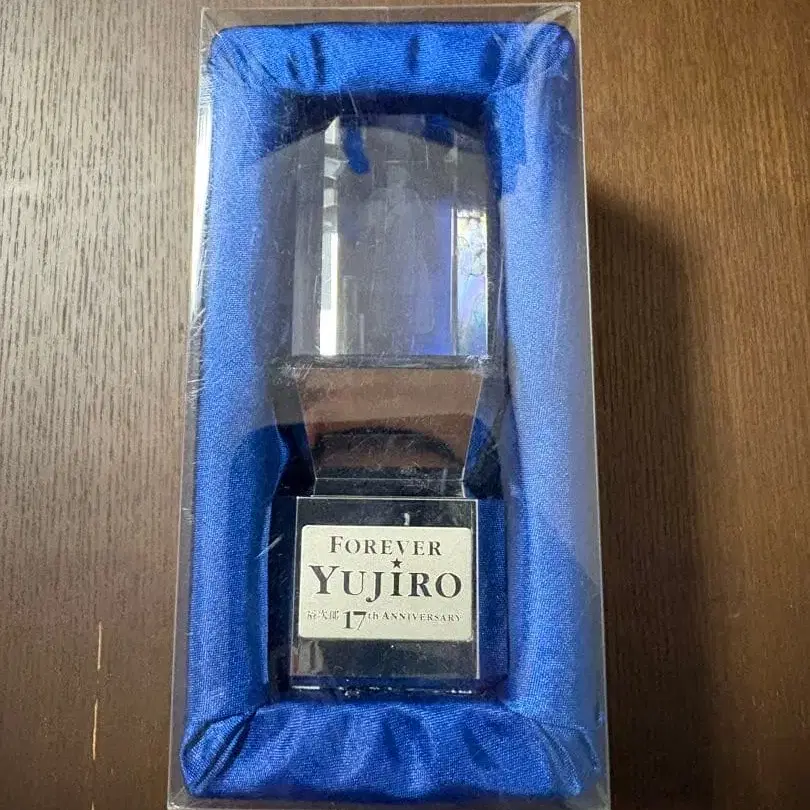 FOREVER
★
YUJIRO
裕次郎 17th ANNIVERSARY